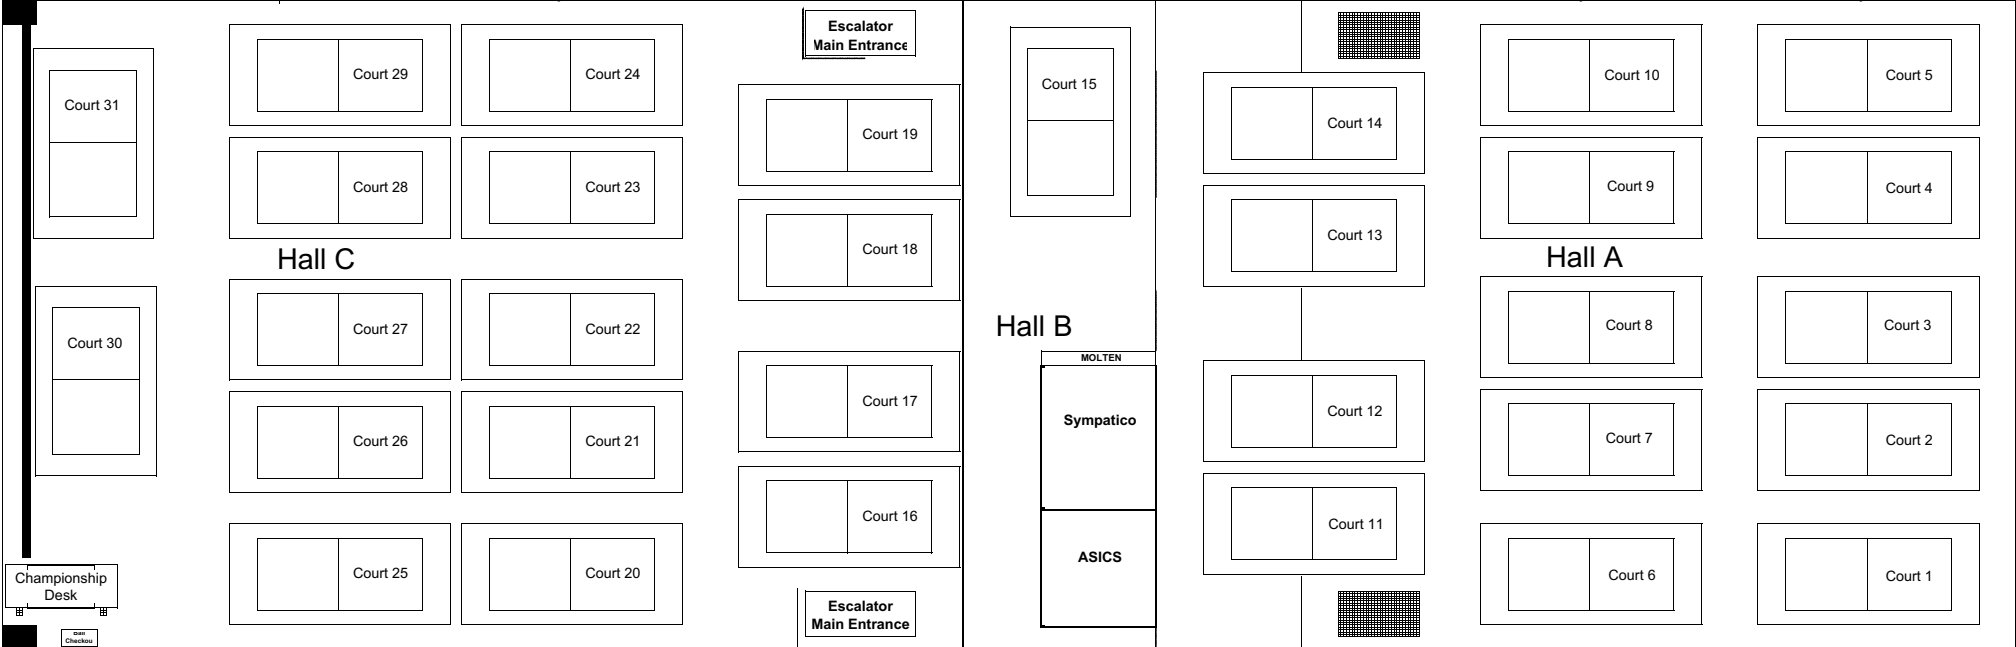 Escalator
Main Entrance
Court 29
Court 24
Court 10
Court 5
Court 15
Court 31
Court 14
Court 19
Court 28
Court 23
Court 9
Court 4
Court 13
Court 18
Hall C
Hall A
Hall B
Court 27
Court 22
Court 8
Court 3
Court 30
MOLTEN
Court 17
Court 12
Sympatico
Court 26
Court 21
Court 7
Court 2
Court 16
Court 11
ASICS
Court 25
Court 20
Court 6
Court 1
Championship
Desk
Escalator
Main Entrance
Ball
Checkou